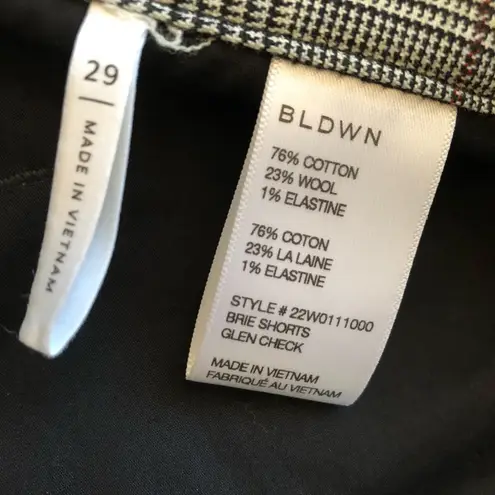 29
MADE IN VIETNAM
BLDWN
76% COTTON
23% WOOL
1% ELASTINE
76% COTON
23% LA LAINE
1% ELASTINE
STYLE # 22W0111000
BRIE SHORTS
GLEN CHECK
MADE IN VIETNAM
FABRIQUÉ AU VIETNAM